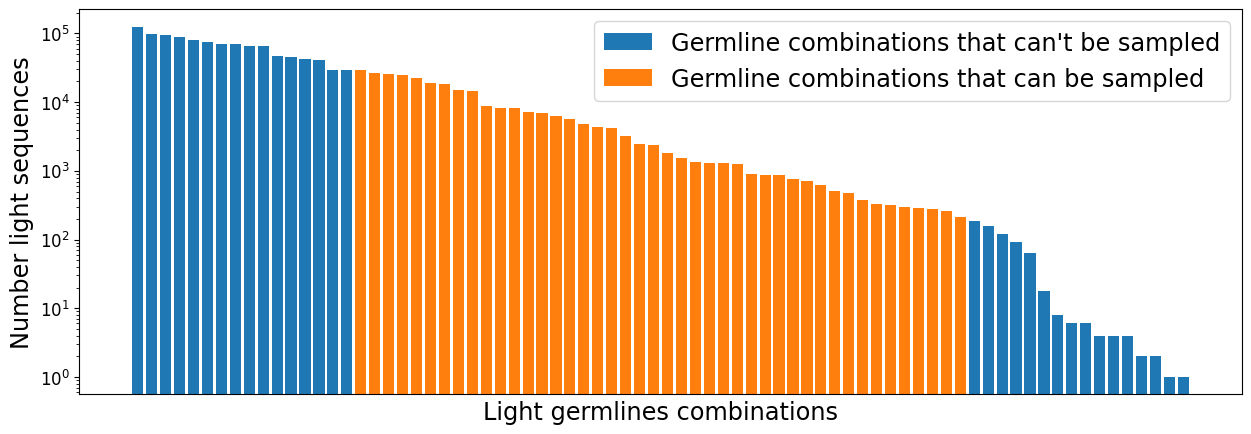 Germline combinations that can't be sampled
Germline combinations that can be sampled
Number light sequences
10^5
10^4
10^3
10^2
10^1
10^0
Light germlines combinations